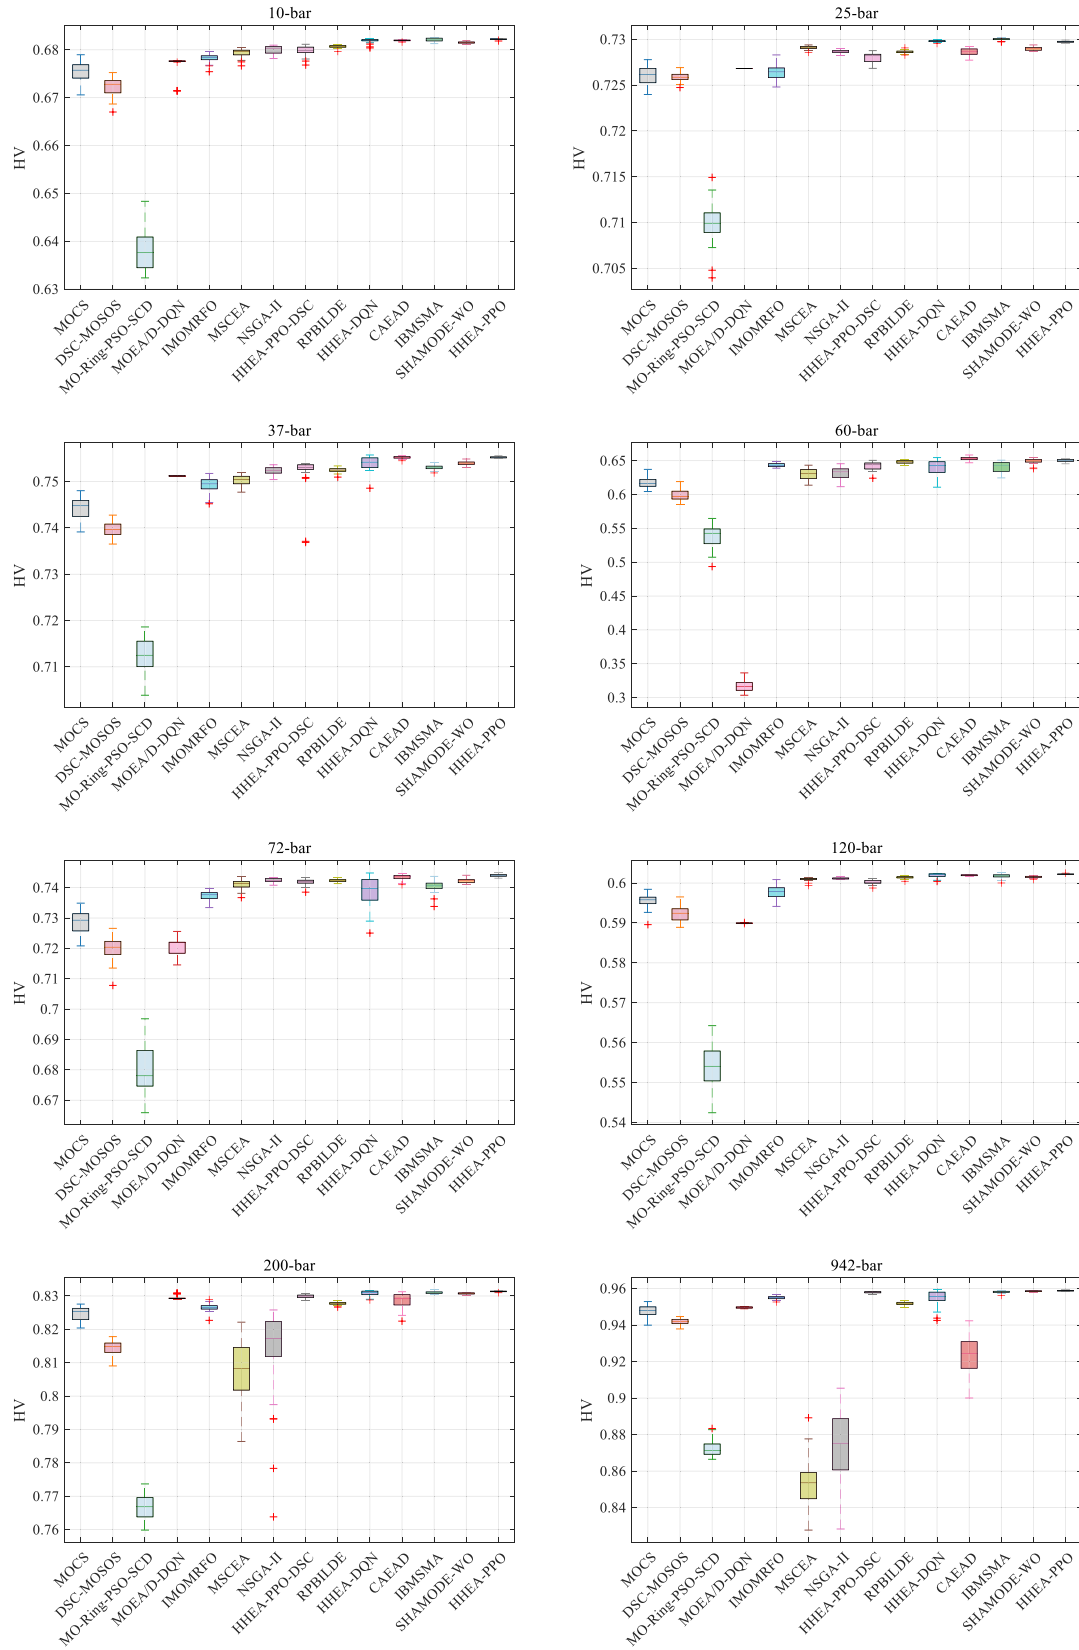 10-bar
HV
0.68
0.67
0.66
0.65
0.64
0.63
MOCS
DSC-MOSOS
MO-Ring-PSO-SCD
MOEA/D-DQN
IMOMRFO
MSCEA
NSGA-II
HHEA-PPO-DSC
RPBILDE
HHEA-DQN
CAEAD
IBMSMA
SHAMODE-WO
HHEA-PPO
25-bar
HV
0.73
0.725
0.72
0.715
0.71
0.705
MOCS
DSC-MOSOS
MO-Ring-PSO-SCD
MOEA/D-DQN
IMOMRFO
MSCEA
NSGA-II
HHEA-PPO-DSC
RPBILDE
HHEA-DQN
CAEAD
IBMSMA
SHAMODE-WO
HHEA-PPO
37-bar
HV
0.75
0.74
0.73
0.72
0.71
MOCS
DSC-MOSOS
MO-Ring-PSO-SCD
MOEA/D-DQN
IMOMRFO
MSCEA
NSGA-II
HHEA-PPO-DSC
RPBILDE
HHEA-DQN
CAEAD
IBMSMA
SHAMODE-WO
HHEA-PPO
60-bar
HV
0.65
0.6
0.55
0.5
0.45
0.4
0.35
0.3
MOCS
DSC-MOSOS
MO-Ring-PSO-SCD
MOEA/D-DQN
IMOMRFO
MSCEA
NSGA-II
HHEA-PPO-DSC
RPBILDE
HHEA-DQN
CAEAD
IBMSMA
SHAMODE-WO
HHEA-PPO
72-bar
HV
0.74
0.73
0.72
0.71
0.7
0.69
0.68
0.67
MOCS
DSC-MOSOS
MO-Ring-PSO-SCD
MOEA/D-DQN
IMOMRFO
MSCEA
NSGA-II
HHEA-PPO-DSC
RPBILDE
HHEA-DQN
CAEAD
IBMSMA
SHAMODE-WO
HHEA-PPO
120-bar
HV
0.6
0.59
0.58
0.57
0.56
0.55
0.54
MOCS
DSC-MOSOS
MO-Ring-PSO-SCD
MOEA/D-DQN
IMOMRFO
MSCEA
NSGA-II
HHEA-PPO-DSC
RPBILDE
HHEA-DQN
CAEAD
IBMSMA
SHAMODE-WO
HHEA-PPO
200-bar
HV
0.83
0.82
0.81
0.8
0.79
0.78
0.77
0.76
MOCS
DSC-MOSOS
MO-Ring-PSO-SCD
MOEA/D-DQN
IMOMRFO
MSCEA
NSGA-II
HHEA-PPO-DSC
RPBILDE
HHEA-DQN
CAEAD
IBMSMA
SHAMODE-WO
HHEA-PPO
942-bar
HV
0.96
0.94
0.92
0.9
0.88
0.86
0.84
MOCS
DSC-MOSOS
MO-Ring-PSO-SCD
MOEA/D-DQN
IMOMRFO
MSCEA
NSGA-II
HHEA-PPO-DSC
RPBILDE
HHEA-DQN
CAEAD
IBMSMA
SHAMODE-WO
HHEA-PPO